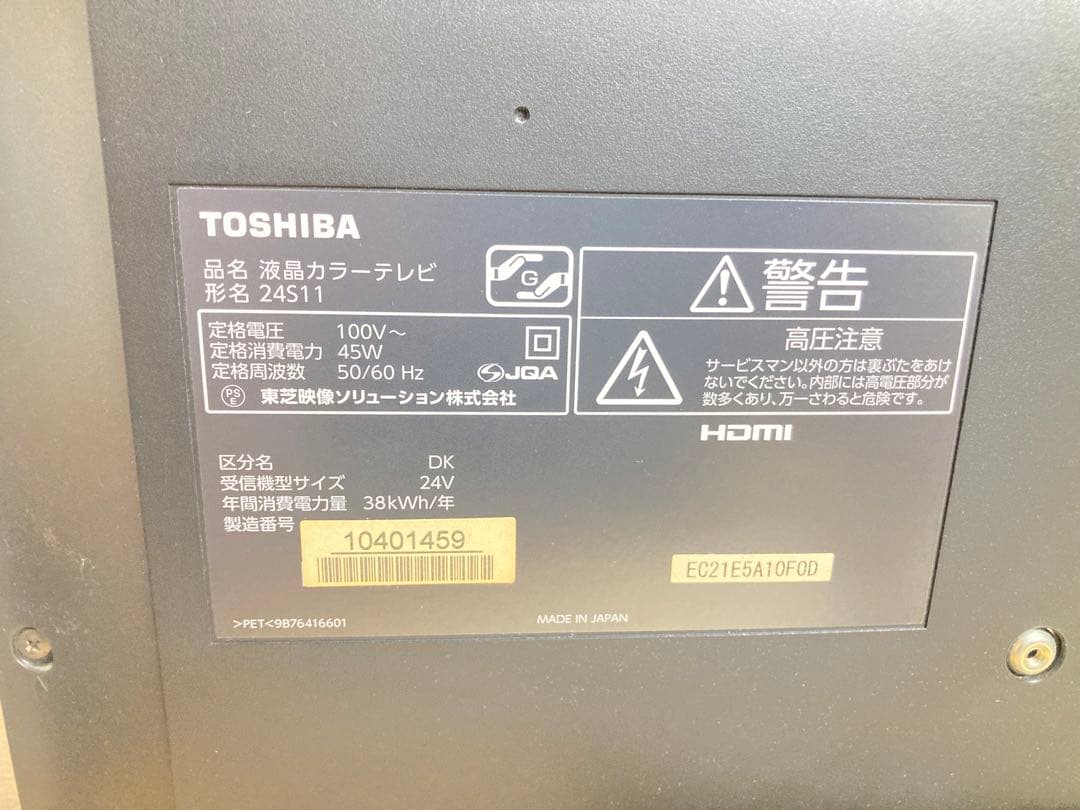 TOSHIBA
品名 液晶カラーテレビ
形名 24S11
G
定格電圧 100V～
定格消費電力 45W
定格周波数 50/60 Hz
JQA
PS
E
東芝映像ソリューション株式会社
警告
高圧注意
サービスマン以外の方は裏ぶたをあけ
ないでください。内部には高電圧部分が
数多くあり、万一さわると危険です。
HDMI
区分名 DK
受信機型サイズ 24V
年間消費電力量 38kWh/年
製造番号
10401459
EC21E5A10F0D
>PET<9B76416601
MADE IN JAPAN